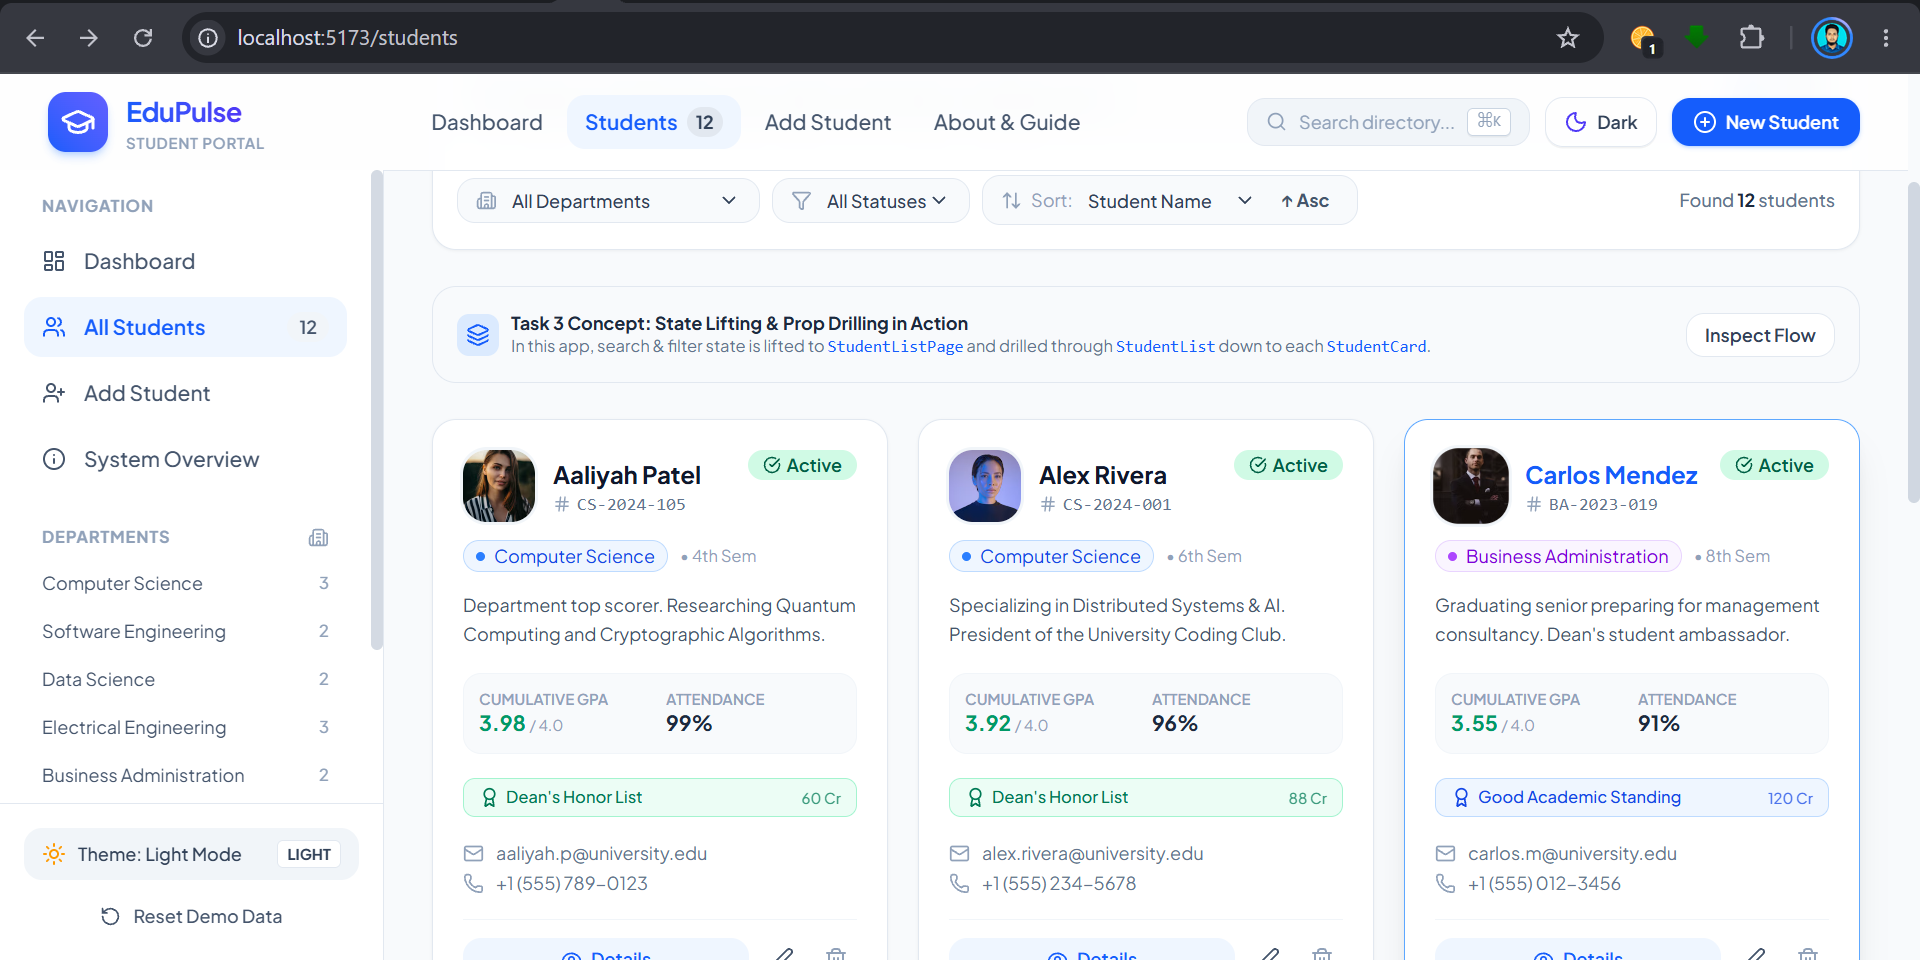 localhost:5173/students
1
EduPulse
STUDENT PORTAL
Dashboard
Students 12
Add Student
About & Guide
Search directory... ⌘K
Dark
New Student
NAVIGATION
Dashboard
All Students 12
Add Student
System Overview
DEPARTMENTS
Computer Science 3
Software Engineering 2
Data Science 2
Electrical Engineering 3
Business Administration 2
Theme: Light Mode LIGHT
Reset Demo Data
All Departments
All Statuses
Sort: Student Name
↑ Asc
Found 12 students
Task 3 Concept: State Lifting & Prop Drilling in Action
In this app, search & filter state is lifted to StudentListPage and drilled through StudentList down to each StudentCard.
Inspect Flow
Aaliyah Patel
Active
# CS-2024-105
Computer Science
• 4th Sem
Department top scorer. Researching Quantum
Computing and Cryptographic Algorithms.
CUMULATIVE GPA
3.98 / 4.0
ATTENDANCE
99%
Dean's Honor List 60 Cr
aaliyah.p@university.edu
+1 (555) 789-0123
Details
Alex Rivera
Active
# CS-2024-001
Computer Science
• 6th Sem
Specializing in Distributed Systems & AI.
President of the University Coding Club.
CUMULATIVE GPA
3.92 / 4.0
ATTENDANCE
96%
Dean's Honor List 88 Cr
alex.rivera@university.edu
+1 (555) 234-5678
Details
Carlos Mendez
Active
# BA-2023-019
Business Administration
• 8th Sem
Graduating senior preparing for management
consultancy. Dean's student ambassador.
CUMULATIVE GPA
3.55 / 4.0
ATTENDANCE
91%
Good Academic Standing 120 Cr
carlos.m@university.edu
+1 (555) 012-3456
Details